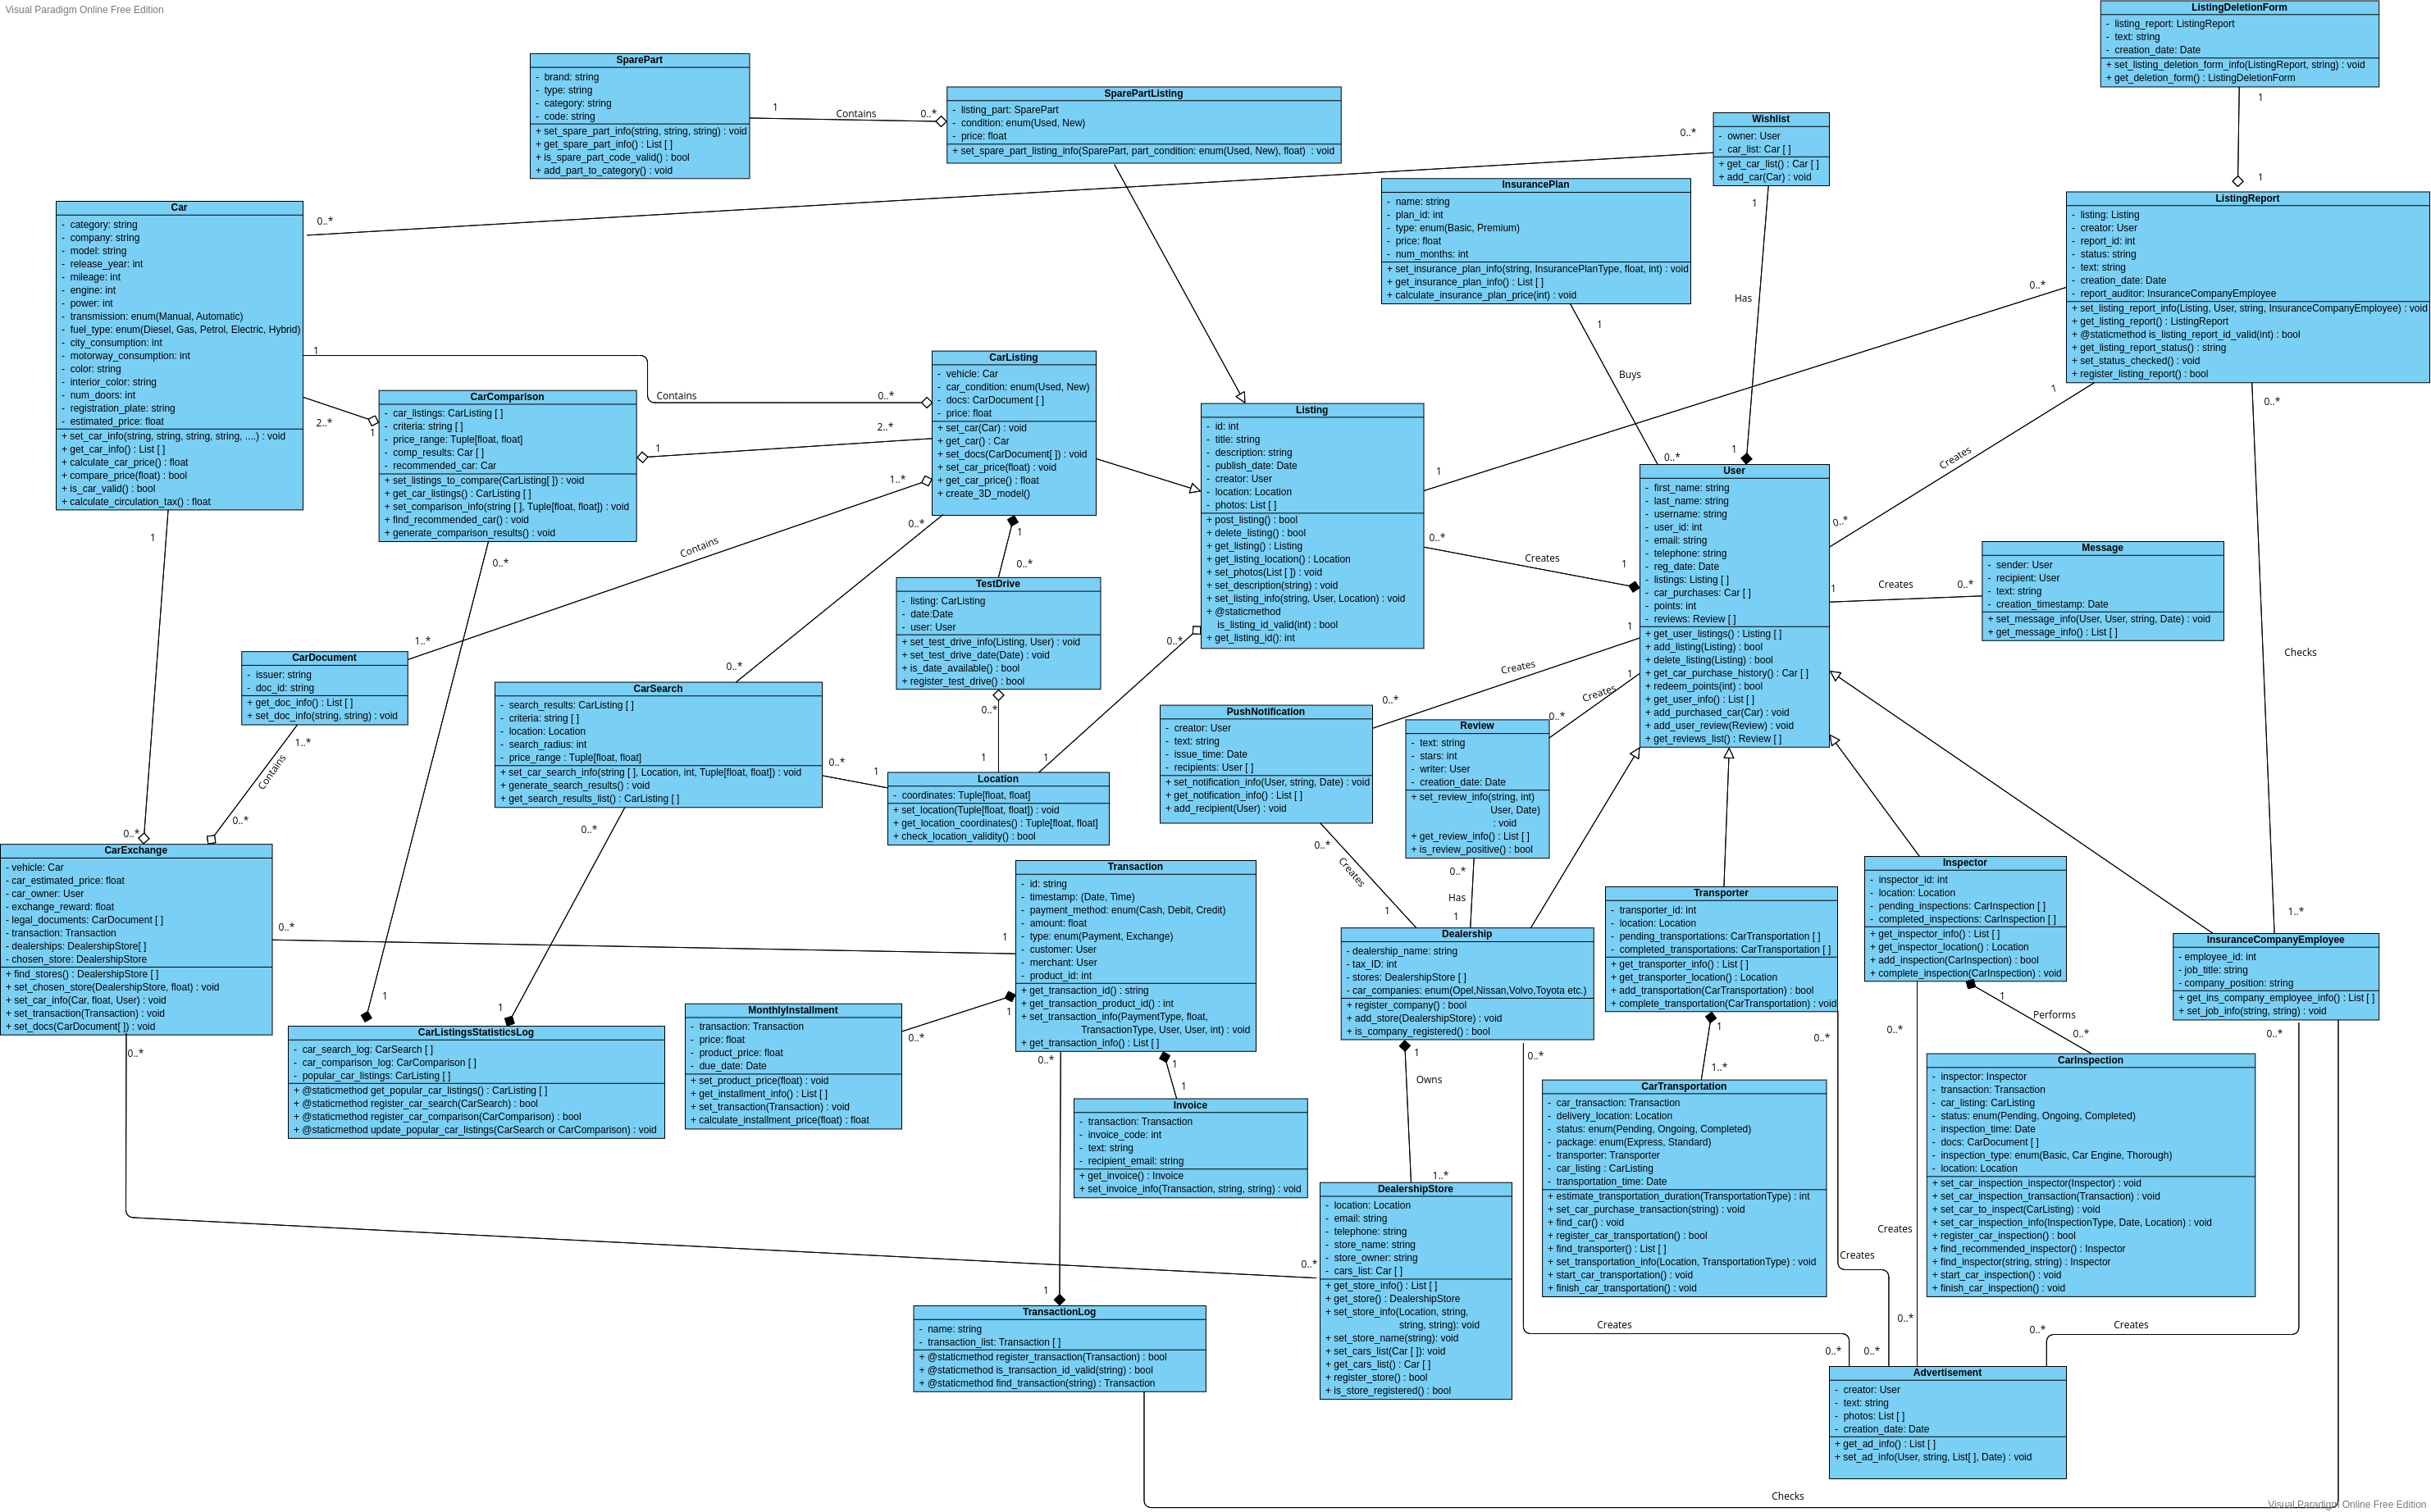 Visual Paradigm Online Free Edition
ListingDeletionForm
- listing_report: ListingReport
- text: string
- creation_date: Date
+ set_listing_deletion_form_info(ListingReport, string) : void
+ get_deletion_form() : ListingDeletionForm
1
1
SparePart
- brand: string
- type: string
- category: string
- code: string
+ set_spare_part_info(string, string, string) : void
+ get_spare_part_info() : List [ ]
+ is_spare_part_code_valid() : bool
+ add_part_to_category() : void
1
Contains
0..*
SparePartListing
- listing_part: SparePart
- condition: enum(Used, New)
- price: float
+ set_spare_part_listing_info(SparePart, part_condition: enum(Used, New), float) : void
Wishlist
- owner: User
- car_list: Car [ ]
+ get_car_list() : Car [ ]
+ add_car(Car) : void
0..*
0..*
1
Has
1
InsurancePlan
- name: string
- plan_id: int
- type: enum(Basic, Premium)
- price: float
- num_months: int
+ set_insurance_plan_info(string, InsurancePlanType, float, int) : void
+ get_insurance_plan_info() : List [ ]
+ calculate_insurance_plan_price(int) : void
1
Buys
0..*
ListingReport
- listing: Listing
- creator: User
- report_id: int
- status: string
- text: string
- creation_date: Date
- report_auditor: InsuranceCompanyEmployee
+ set_listing_report_info(Listing, User, string, InsuranceCompanyEmployee) : void
+ get_listing_report() : ListingReport
+ @staticmethod is_listing_report_id_valid(int) : bool
+ get_listing_report_status() : string
+ set_status_checked() : void
+ register_listing_report() : bool
0..*
1
1
Creates
0..*
0..*
Checks
1..*
Car
- category: string
- company: string
- model: string
- release_year: int
- mileage: int
- engine: int
- power: int
- transmission: enum(Manual, Automatic)
- fuel_type: enum(Diesel, Gas, Petrol, Electric, Hybrid)
- city_consumption: int
- motorway_consumption: int
- color: string
- interior_color: string
- num_doors: int
- registration_plate: string
- estimated_price: float
+ set_car_info(string, string, string, string, ....) : void
+ get_car_info() : List [ ]
+ calculate_car_price() : float
+ compare_price(float) : bool
+ is_car_valid() : bool
+ calculate_circulation_tax() : float
1
Contains
0..*
2..*
1
1
0..*
CarComparison
- car_listings: CarListing [ ]
- criteria: string [ ]
- price_range: Tuple[float, float]
- comp_results: Car [ ]
- recommended_car: Car
+ set_listings_to_compare(CarListing[ ]) : void
+ get_car_listings() : CarListing [ ]
+ set_comparison_info(string [ ], Tuple[float, float]) : void
+ find_recommended_car() : void
+ generate_comparison_results() : void
1
2..*
0..*
1
CarListing
- vehicle: Car
- car_condition: enum(Used, New)
- docs: CarDocument [ ]
- price: float
+ set_car(Car) : void
+ get_car() : Car
+ set_docs(CarDocument[ ]) : void
+ set_car_price(float) : void
+ get_car_price() : float
+ create_3D_model()
1..*
Contains
1..*
0..*
0..*
1
0..*
Listing
- id: int
- title: string
- description: string
- publish_date: Date
- creator: User
- location: Location
- photos: List [ ]
+ post_listing() : bool
+ delete_listing() : bool
+ get_listing() : Listing
+ get_listing_location() : Location
+ set_photos(List [ ]) : void
+ set_description(string) : void
+ set_listing_info(string, User, Location) : void
+ @staticmethod
is_listing_id_valid(int) : bool
+ get_listing_id(): int
0..*
Creates
1
0..*
1
User
- first_name: string
- last_name: string
- username: string
- user_id: int
- email: string
- telephone: string
- reg_date: Date
- listings: Listing [ ]
- car_purchases: Car [ ]
- points: int
- reviews: Review [ ]
+ get_user_listings() : Listing [ ]
+ add_listing(Listing) : bool
+ delete_listing(Listing) : bool
+ get_car_purchase_history() : Car [ ]
+ redeem_points(int) : bool
+ get_user_info() : List [ ]
+ add_purchased_car(Car) : void
+ add_user_review(Review) : void
+ get_reviews_list() : Review [ ]
1
Creates
0..*
1
Creates
0..*
1
Creates
0..*
Message
- sender: User
- recipient: User
- text: string
- creation_timestamp: Date
+ set_message_info(User, User, string, Date) : void
+ get_message_info() : List [ ]
TestDrive
- listing: CarListing
- date:Date
- user: User
+ set_test_drive_info(Listing, User) : void
+ set_test_drive_date(Date) : void
+ is_date_available() : bool
+ register_test_drive() : bool
0..*
1
CarDocument
- issuer: string
- doc_id: string
+ get_doc_info() : List [ ]
+ set_doc_info(string, string) : void
1..*
Contains
0..*
CarSearch
- search_results: CarListing [ ]
- criteria: string [ ]
- location: Location
- search_radius: int
- price_range : Tuple[float, float]
+ set_car_search_info(string [ ], Location, int, Tuple[float, float]) : void
+ generate_search_results() : void
+ get_search_results_list() : CarListing [ ]
0..*
1
0..*
1
Location
- coordinates: Tuple[float, float]
+ set_location(Tuple[float, float]) : void
+ get_location_coordinates() : Tuple[float, float]
+ check_location_validity() : bool
PushNotification
- creator: User
- text: string
- issue_time: Date
- recipients: User [ ]
+ set_notification_info(User, string, Date) : void
+ get_notification_info() : List [ ]
+ add_recipient(User) : void
0..*
Creates
1
Review
- text: string
- stars: int
- writer: User
- creation_date: Date
+ set_review_info(string, int)
User, Date)
: void
+ get_review_info() : List [ ]
+ is_review_positive() : bool
0..*
Has
1
CarExchange
- vehicle: Car
- car_estimated_price: float
- car_owner: User
- exchange_reward: float
- legal_documents: CarDocument [ ]
- transaction: Transaction
- dealerships: DealershipStore[ ]
- chosen_store: DealershipStore
+ find_stores() : DealershipStore [ ]
+ set_chosen_store(DealershipStore, float) : void
+ set_car_info(Car, float, User) : void
+ set_transaction(Transaction) : void
+ set_docs(CarDocument[ ]) : void
0..*
1
0..*
0..*
Transaction
- id: string
- timestamp: (Date, Time)
- payment_method: enum(Cash, Debit, Credit)
- amount: float
- type: enum(Payment, Exchange)
- customer: User
- merchant: User
- product_id: int
+ get_transaction_id() : string
+ get_transaction_product_id() : int
+ set_transaction_info(PaymentType, float,
TransactionType, User, User, int) : void
+ get_transaction_info() : List [ ]
1
0..*
1
1
0..*
1
Dealership
- dealership_name: string
- tax_ID: int
- stores: DealershipStore [ ]
- car_companies: enum(Opel,Nissan,Volvo,Toyota etc.)
+ register_company() : bool
+ add_store(DealershipStore) : void
+ is_company_registered() : bool
1
Owns
1..*
0..*
Creates
0..*
Transporter
- transporter_id: int
- location: Location
- pending_transportations: CarTransportation [ ]
- completed_transportations: CarTransportation [ ]
+ get_transporter_info() : List [ ]
+ get_transporter_location() : Location
+ add_transportation(CarTransportation) : bool
+ complete_transportation(CarTransportation) : void
1
1..*
0..*
Creates
0..*
Inspector
- inspector_id: int
- location: Location
- pending_inspections: CarInspection [ ]
- completed_inspections: CarInspection [ ]
+ get_inspector_info() : List [ ]
+ get_inspector_location() : Location
+ add_inspection(CarInspection) : bool
+ complete_inspection(CarInspection) : void
1
Performs
0..*
0..*
Creates
0..*
InsuranceCompanyEmployee
- employee_id: int
- job_title: string
- company_position: string
+ get_ins_company_employee_info() : List [ ]
+ set_job_info(string, string) : void
0..*
Creates
0..*
CarListingsStatisticsLog
- car_search_log: CarSearch [ ]
- car_comparison_log: CarComparison [ ]
- popular_car_listings: CarListing [ ]
+ @staticmethod get_popular_car_listings() : CarListing [ ]
+ @staticmethod register_car_search(CarSearch) : bool
+ @staticmethod register_car_comparison(CarComparison) : bool
+ @staticmethod update_popular_car_listings(CarSearch or CarComparison) : void
MonthlyInstallment
- transaction: Transaction
- price: float
- product_price: float
- due_date: Date
+ set_product_price(float) : void
+ get_installment_info() : List [ ]
+ set_transaction(Transaction) : void
+ calculate_installment_price(float) : float
Invoice
- transaction: Transaction
- invoice_code: int
- text: string
- recipient_email: string
+ get_invoice() : Invoice
+ set_invoice_info(Transaction, string, string) : void
CarTransportation
- car_transaction: Transaction
- delivery_location: Location
- status: enum(Pending, Ongoing, Completed)
- package: enum(Express, Standard)
- transporter: Transporter
- car_listing : CarListing
- transportation_time: Date
+ estimate_transportation_duration(TransportationType) : int
+ set_car_purchase_transaction(string) : void
+ find_car() : void
+ register_car_transportation() : bool
+ find_transporter() : List [ ]
+ set_transportation_info(Location, TransportationType) : void
+ start_car_transportation() : void
+ finish_car_transportation() : void
CarInspection
- inspector: Inspector
- transaction: Transaction
- car_listing: CarListing
- status: enum(Pending, Ongoing, Completed)
- inspection_time: Date
- docs: CarDocument [ ]
- inspection_type: enum(Basic, Car Engine, Thorough)
- location: Location
+ set_car_inspection_inspector(Inspector) : void
+ set_car_inspection_transaction(Transaction) : void
+ set_car_to_inspect(CarListing) : void
+ set_car_inspection_info(InspectionType, Date, Location) : void
+ register_car_inspection() : bool
+ find_recommended_inspector() : Inspector
+ find_inspector(string, string) : Inspector
+ start_car_inspection() : void
+ finish_car_inspection() : void
DealershipStore
- location: Location
- email: string
- telephone: string
- store_name: string
- store_owner: string
- cars_list: Car [ ]
+ get_store_info() : List [ ]
+ get_store() : DealershipStore
+ set_store_info(Location, string,
string, string): void
+ set_store_name(string): void
+ set_cars_list(Car [ ]): void
+ get_cars_list() : Car [ ]
+ register_store() : bool
+ is_store_registered() : bool
TransactionLog
- name: string
- transaction_list: Transaction [ ]
+ @staticmethod register_transaction(Transaction) : bool
+ @staticmethod is_transaction_id_valid(string) : bool
+ @staticmethod find_transaction(string) : Transaction
Advertisement
- creator: User
- text: string
- photos: List [ ]
- creation_date: Date
+ get_ad_info() : List [ ]
+ set_ad_info(User, string, List[ ], Date) : void
Checks
Visual Paradigm Online Free Edition